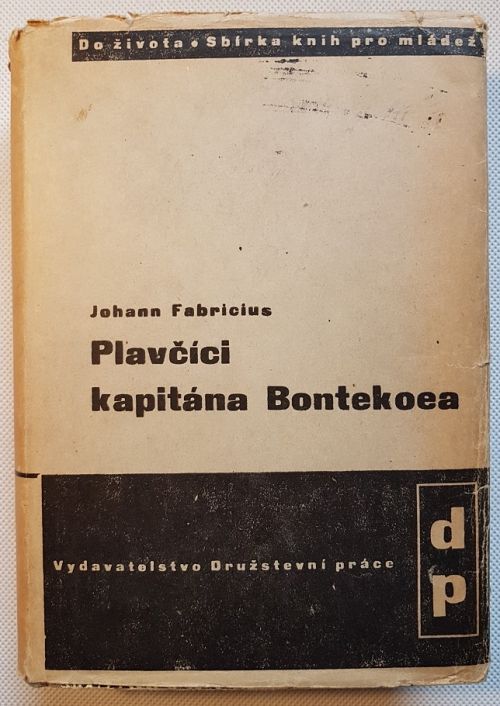 Do života • Sbírka knih pro mládež
Johann Fabricius
Plavčíci
kapitána Bontekoea
Vydavatelstvo Družstevní práce
d
p